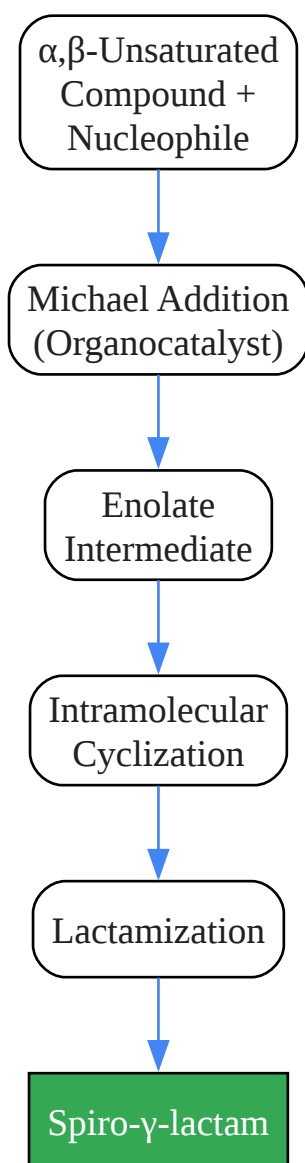 α,β-Unsaturated
Compound +
Nucleophile
Michael Addition
(Organocatalyst)
Enolate
Intermediate
Intramolecular
Cyclization
Lactamization
Spiro-γ-lactam